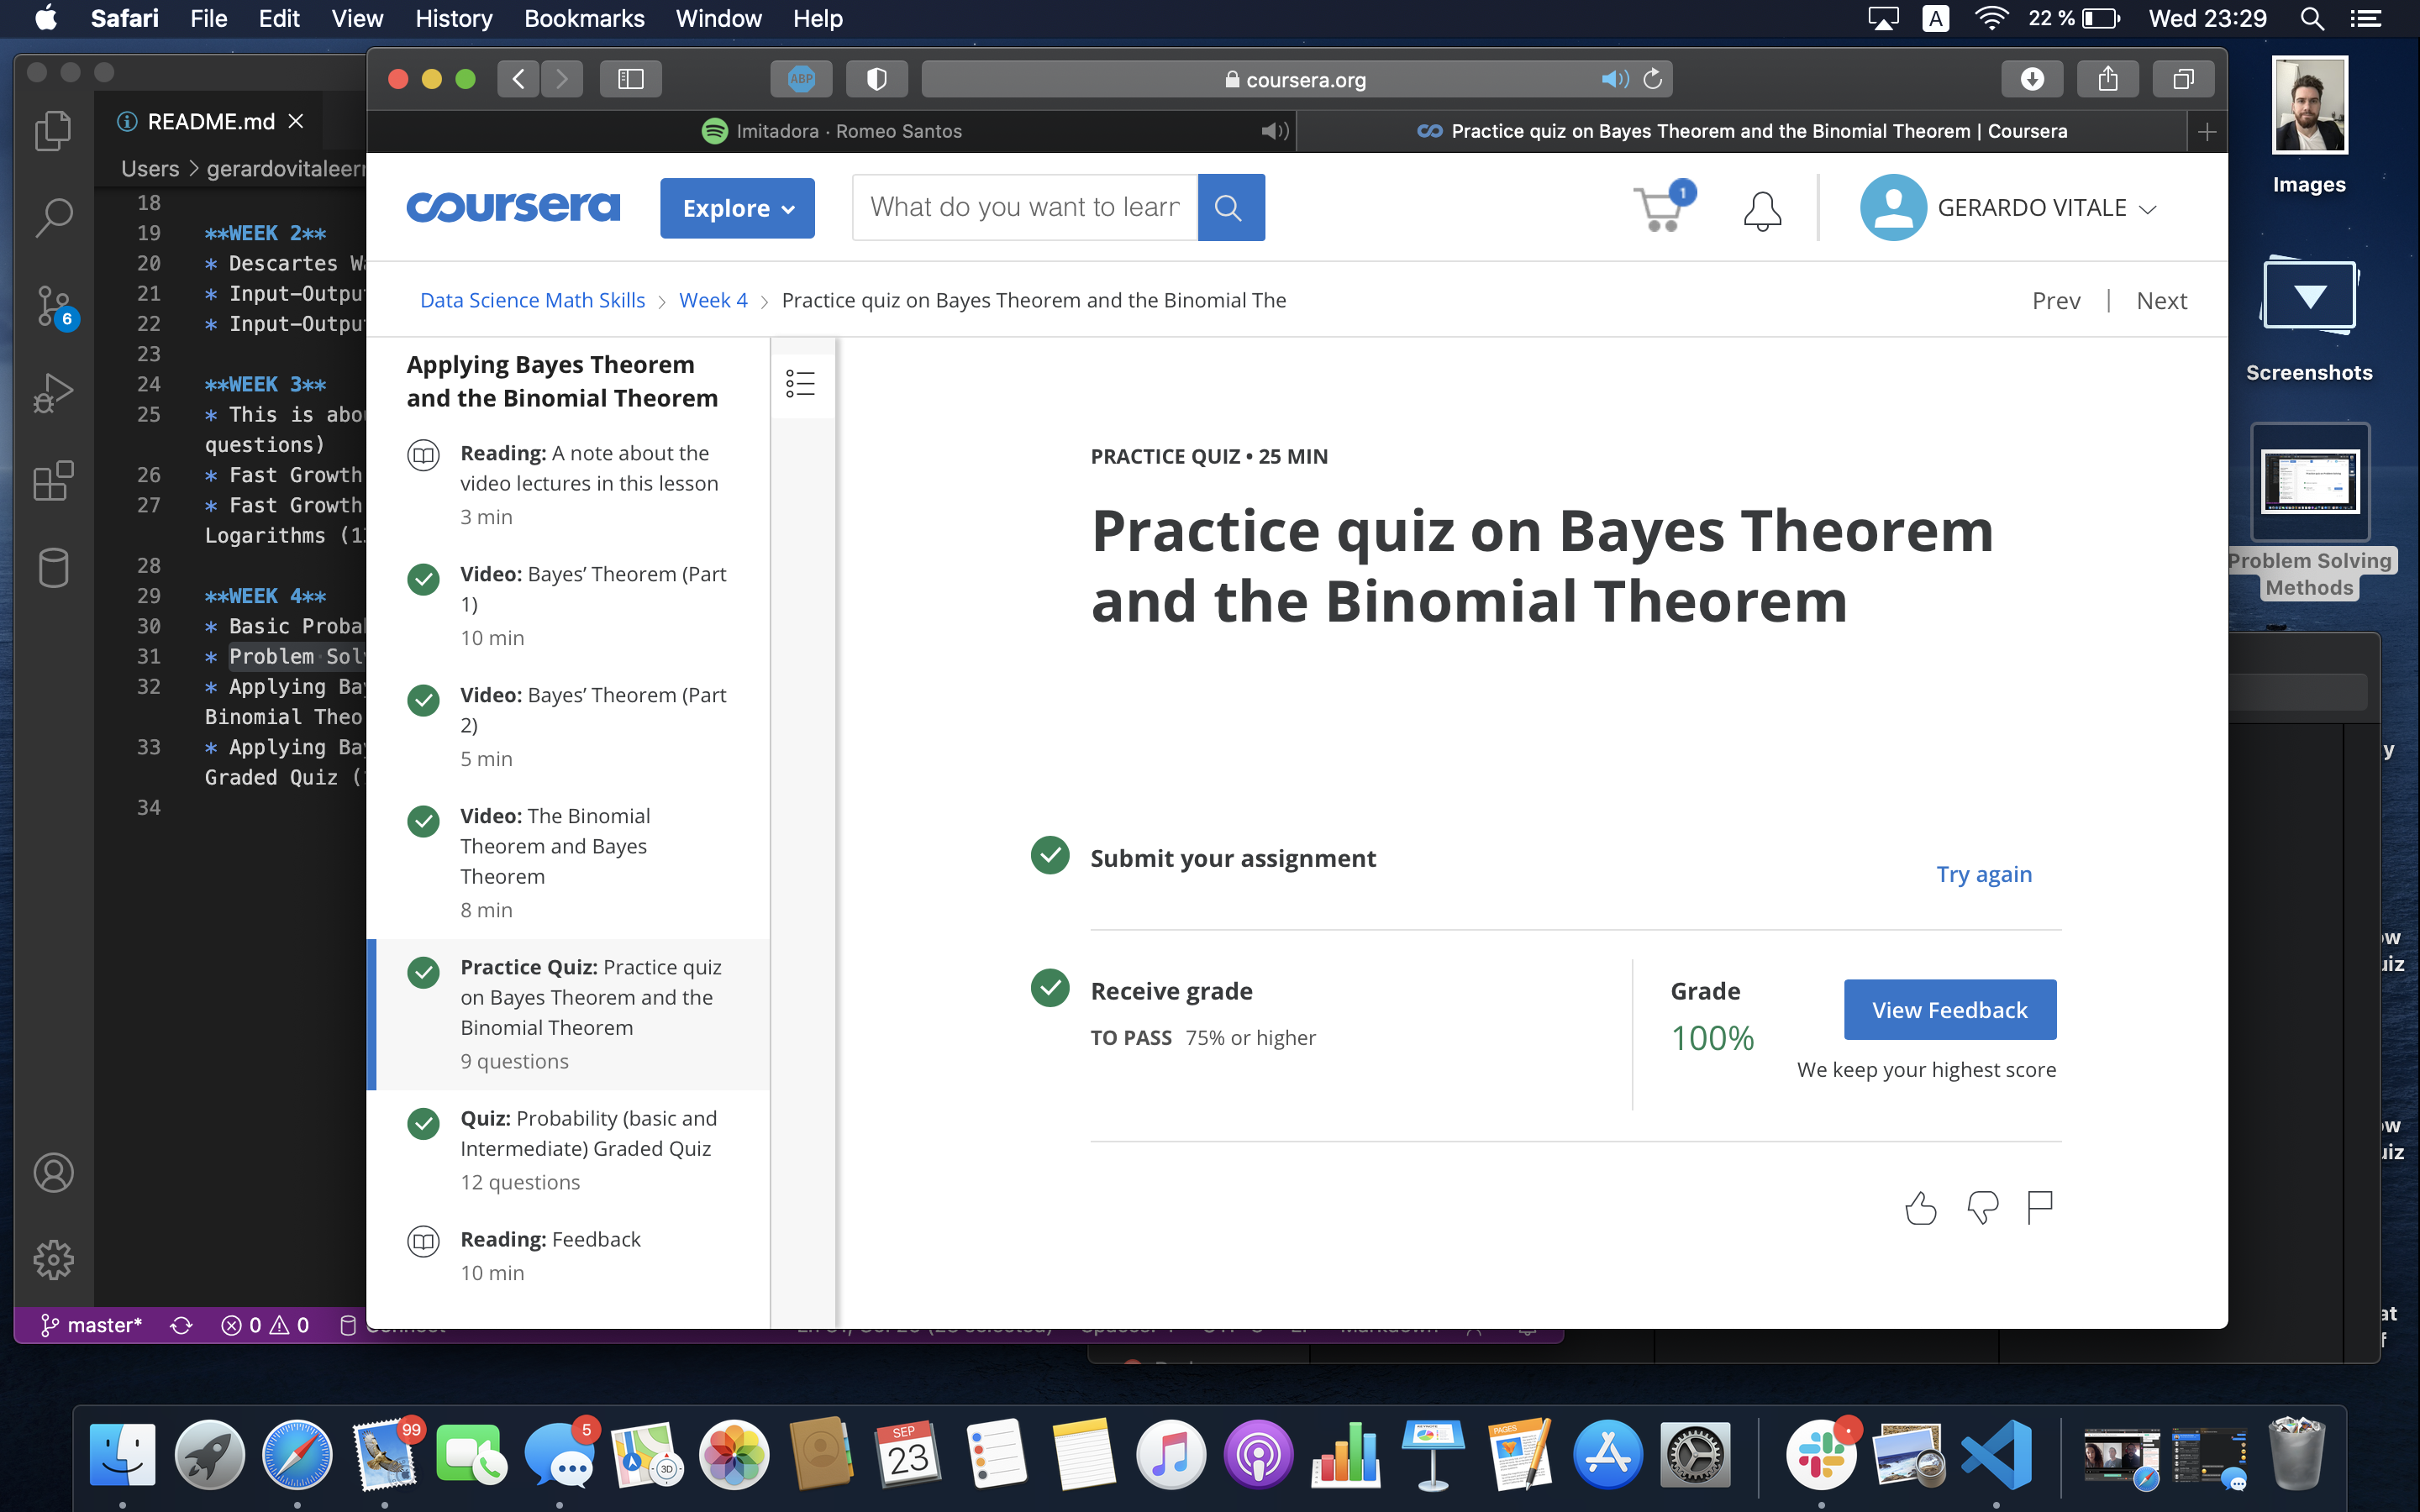 Safari File Edit View History Bookmarks Window Help
A 22 % Wed 23:29
README.md
Users > gerardovitaleer
18
19 **WEEK 2**
20 * Descartes
21 * Input-Outpu
22 * Input-Outpu
23
24 **WEEK 3**
25 * This is abo
questions)
26 * Fast Growth
27 * Fast Growth
Logarithms
28
29 **WEEK 4**
30 * Basic Proba
31 * Problem Sol
32 * Applying Ba
Binomial Theo
33 * Applying Ba
Graded Quiz (
34
6
master* 0 0
ABP
coursera.org
Imitadora · Romeo Santos
Practice quiz on Bayes Theorem and the Binomial Theorem | Coursera
coursera
Explore
What do you want to learn
1
GERARDO VITALE
Data Science Math Skills > Week 4 > Practice quiz on Bayes Theorem and the Binomial The
Prev | Next
Applying Bayes Theorem
and the Binomial Theorem
Reading: A note about the
video lectures in this lesson
3 min
Video: Bayes’ Theorem (Part
1)
10 min
Video: Bayes’ Theorem (Part
2)
5 min
Video: The Binomial
Theorem and Bayes
Theorem
8 min
Practice Quiz: Practice quiz
on Bayes Theorem and the
Binomial Theorem
9 questions
Quiz: Probability (basic and
Intermediate) Graded Quiz
12 questions
Reading: Feedback
10 min
PRACTICE QUIZ • 25 MIN
Practice quiz on Bayes Theorem
and the Binomial Theorem
Submit your assignment
Try again
Receive grade
TO PASS 75% or higher
Grade
100%
View Feedback
We keep your highest score
Images
Screenshots
Problem Solving
Methods
99
5
3D
SEP
23
PAGES